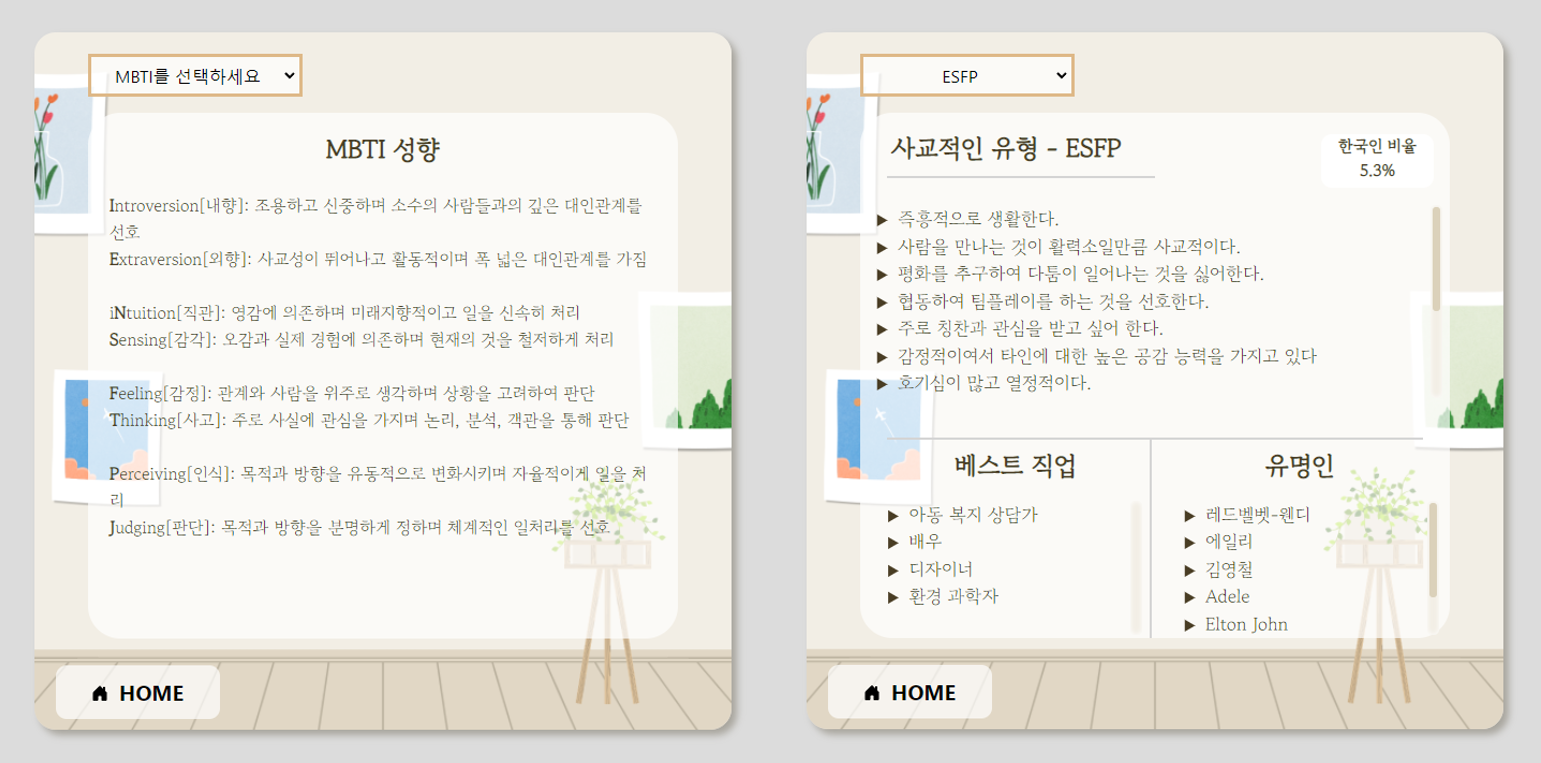 MBTI를 선택하세요
MBTI 성향
Introversion[내향]: 조용하고 신중하며 소수의 사람들과의 깊은 대인관계를
선호
Extraversion[외향]: 사교성이 뛰어나고 활동적이며 폭 넓은 대인관계를 가짐
iNtuition[직관]: 영감에 의존하며 미래지향적이고 일을 신속히 처리
Sensing[감각]: 오감과 실제 경험에 의존하며 현재의 것을 철저하게 처리
Feeling[감정]: 관계와 사람을 위주로 생각하며 상황을 고려하여 판단
Thinking[사고]: 주로 사실에 관심을 가지며 논리, 분석, 객관을 통해 판단
Perceiving[인식]: 목적과 방향을 유동적으로 변화시키며 자율적이게 일을 처
리
Judging[판단]: 목적과 방향을 분명하게 정하며 체계적인 일처리를 선호
HOME
ESFP
사교적인 유형 - ESFP
한국인 비율
5.3%
▶ 즉흥적으로 생활한다.
▶ 사람을 만나는 것이 활력소일만큼 사교적이다.
▶ 평화를 추구하여 다툼이 일어나는 것을 싫어한다.
▶ 협동하여 팀플레이를 하는 것을 선호한다.
▶ 주로 칭찬과 관심을 받고 싶어 한다.
▶ 감정적이여서 타인에 대한 높은 공감 능력을 가지고 있다
▶ 호기심이 많고 열정적이다.
베스트 직업
▶ 아동 복지 상담가
▶ 배우
▶ 디자이너
▶ 환경 과학자
유명인
▶ 레드벨벳-웬디
▶ 에일리
▶ 김영철
▶ Adele
▶ Elton John
HOME